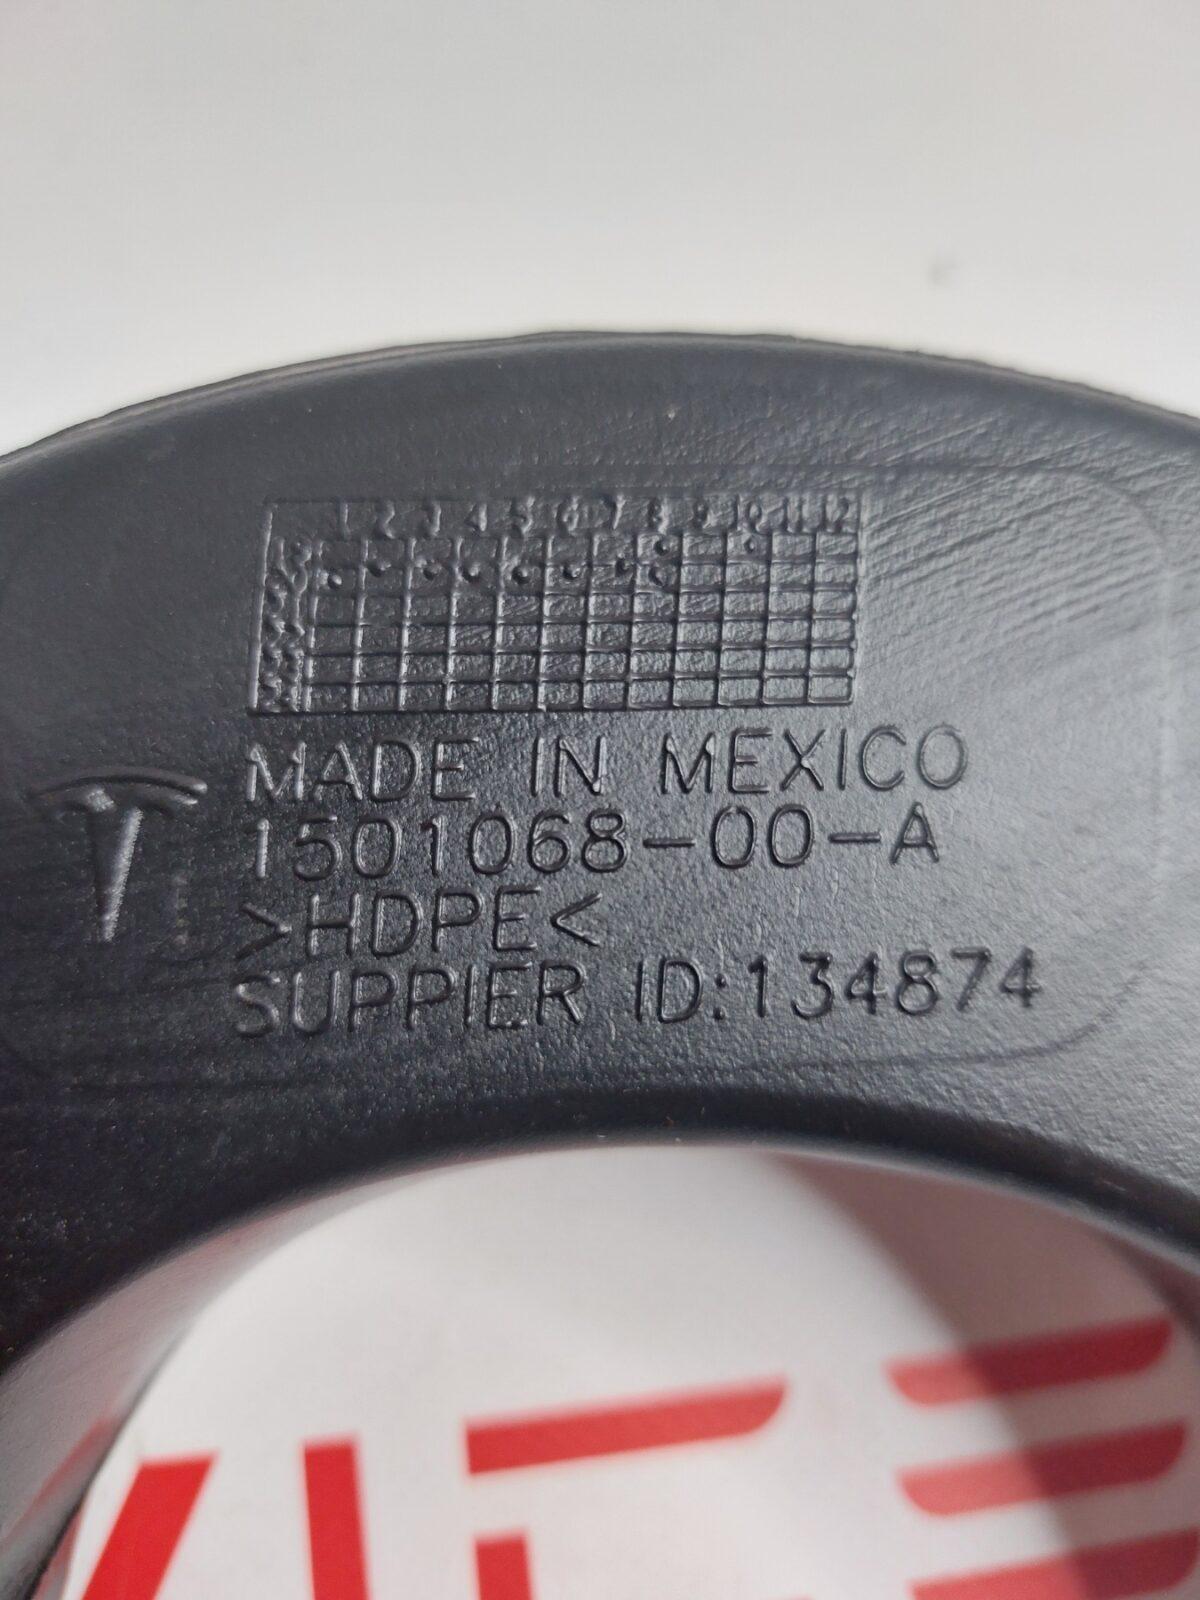 1 2 3 4 5 6 7 8 9 10 11 12
MADE IN MEXICO
1501068-00-A
>HDPE<
SUPPIER ID:134874